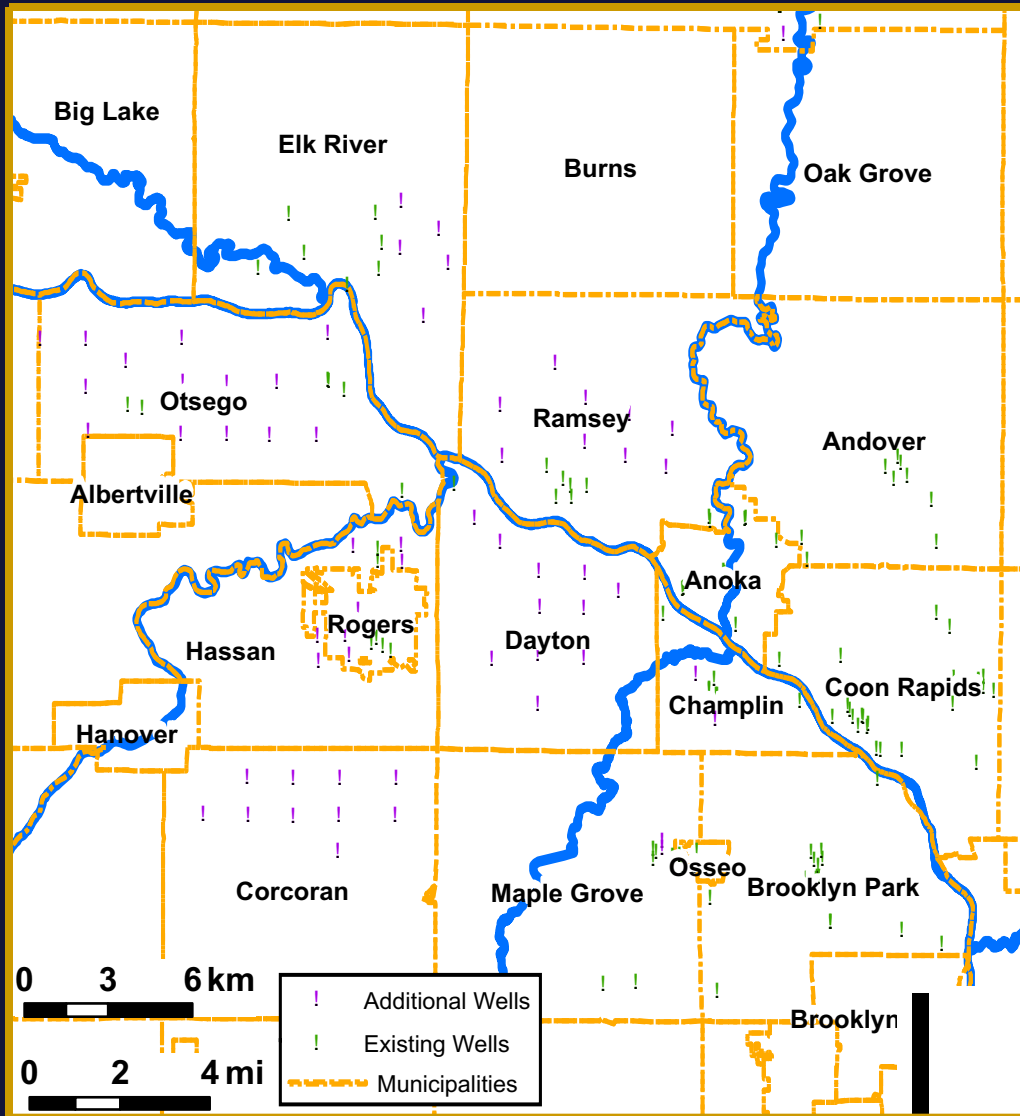 Big Lake
Elk River
Burns
Oak Grove
Otsego
Ramsey
Andover
Albertville
Anoka
Rogers
Hassan
Dayton
Coon Rapids
Champlin
Hanover
Osseo
Brooklyn Park
Corcoran
Maple Grove
0 3 6 km
Additional Wells
Brooklyn
Existing Wells
0 2 4 mi
Municipalities